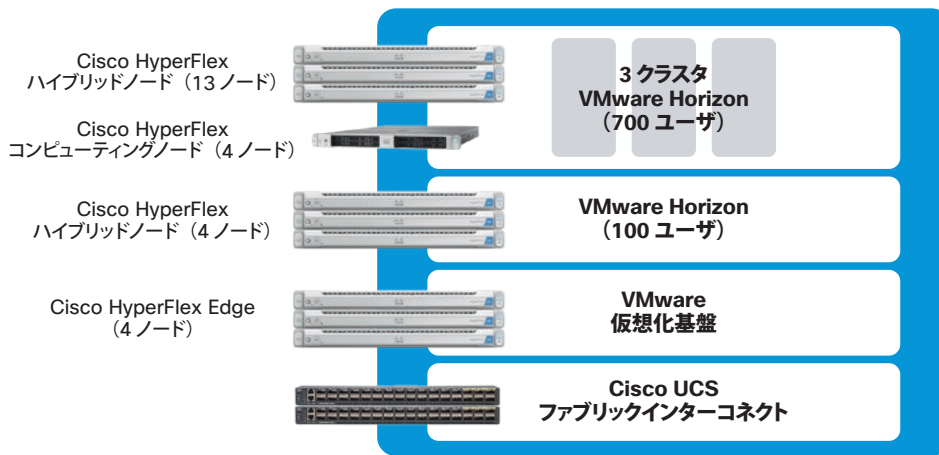 Cisco HyperFlex
ハイブリッドノード（13 ノード）
3 クラスタ
VMware Horizon
（700 ユーザ）
Cisco HyperFlex
コンピューティングノード（4 ノード）
Cisco HyperFlex
ハイブリッドノード（4 ノード）
VMware Horizon
（100 ユーザ）
Cisco HyperFlex Edge
（4 ノード）
VMware
仮想化基盤
Cisco UCS
ファブリックインターコネクト